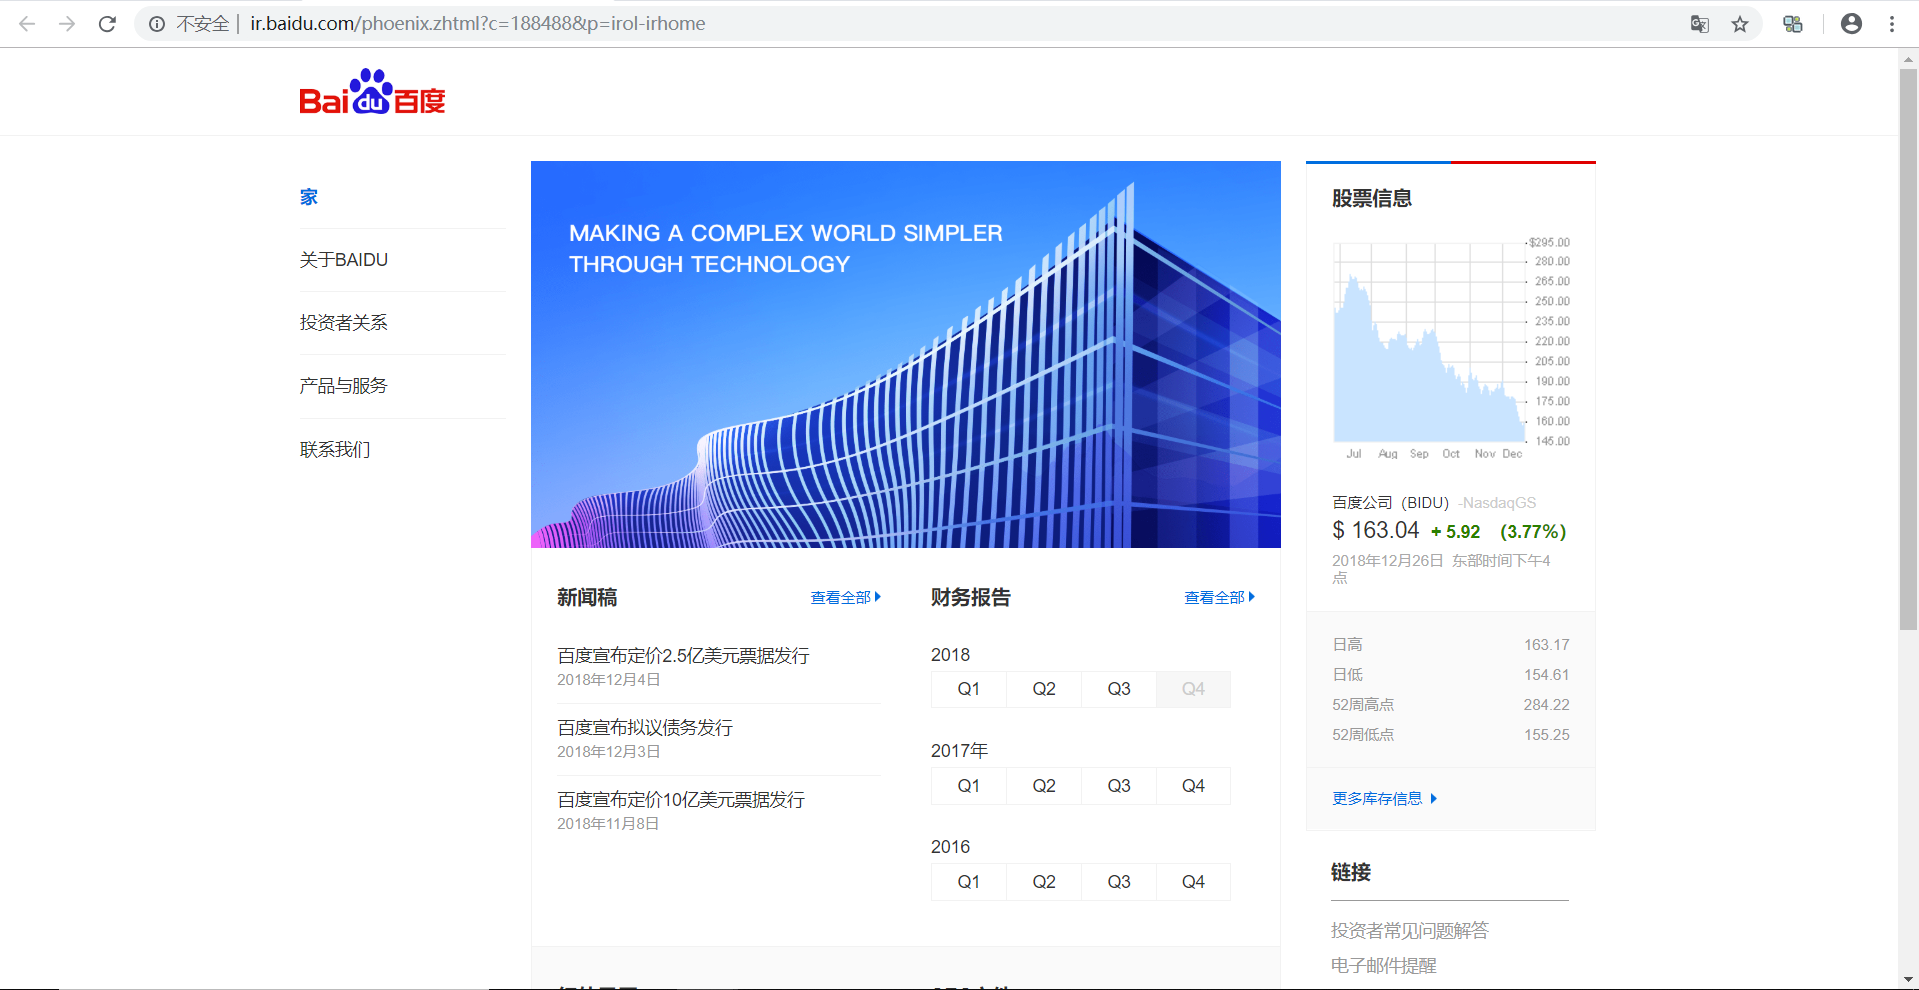 不安全 | ir.baidu.com/phoenix.zhtml?c=188488&p=irol-irhome
Bai du 百度
家
关于BAIDU
投资者关系
产品与服务
联系我们
MAKING A COMPLEX WORLD SIMPLER
THROUGH TECHNOLOGY
新闻稿 查看全部
百度宣布定价2.5亿美元票据发行
2018年12月4日
百度宣布拟议债务发行
2018年12月3日
百度宣布定价10亿美元票据发行
2018年11月8日
财务报告 查看全部
2018
Q1 Q2 Q3 Q4
2017年
Q1 Q2 Q3 Q4
2016
Q1 Q2 Q3 Q4
股票信息
$295.00
280.00
265.00
250.00
235.00
220.00
205.00
190.00
175.00
160.00
145.00
Jul Aug Sep Oct Nov Dec
百度公司（BIDU）-NasdaqGS
$ 163.04 + 5.92 (3.77%)
2018年12月26日 东部时间下午4
点
日高 163.17
日低 154.61
52周高点 284.22
52周低点 155.25
更多库存信息
链接
投资者常见问题解答
电子邮件提醒